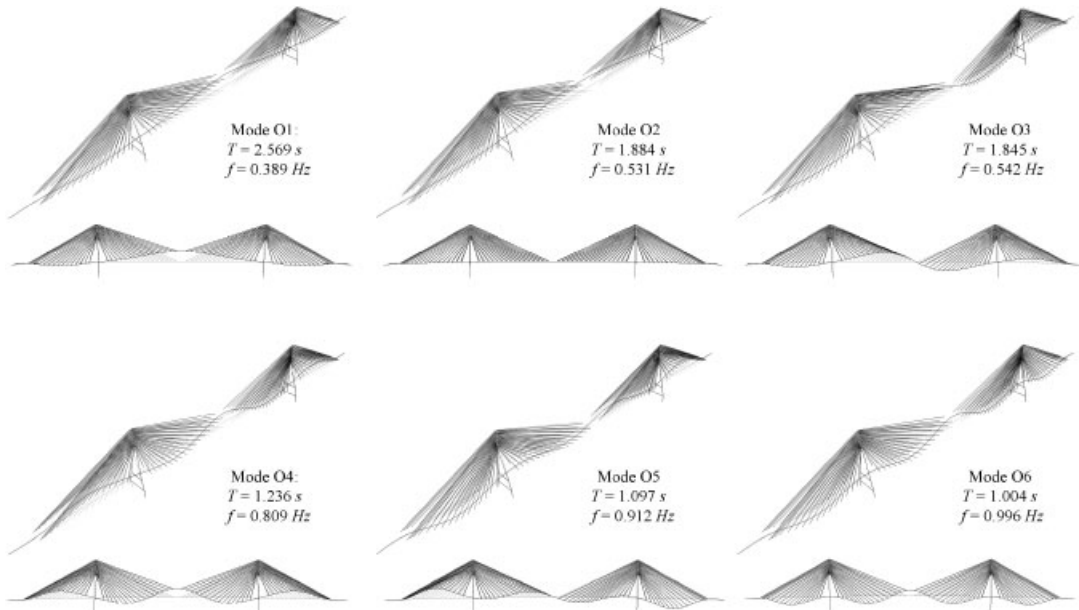 Mode O1:
T = 2.569 s
f = 0.389 Hz
Mode O2
T = 1.884 s
f = 0.531 Hz
Mode O3
T = 1.845 s
f = 0.542 Hz
Mode O4:
T = 1.236 s
f = 0.809 Hz
Mode O5
T = 1.097 s
f = 0.912 Hz
Mode O6
T = 1.004 s
f = 0.996 Hz